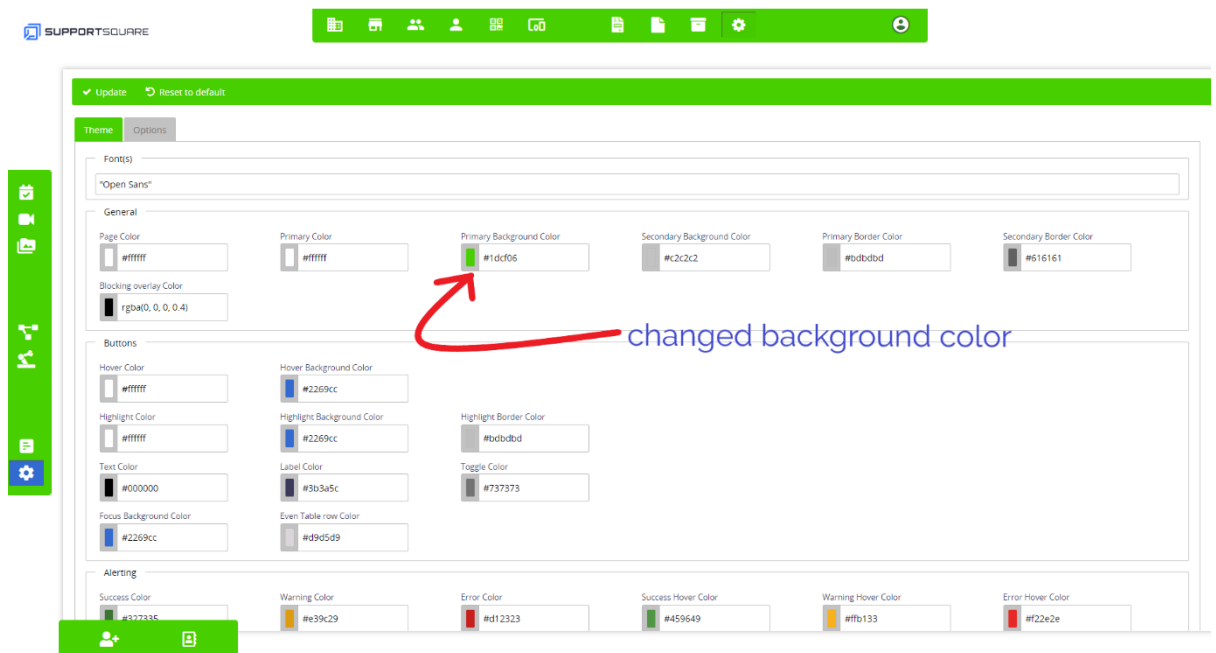 SUPPORTSQUARE
Update Reset to default
Theme Options
Font(s)
"Open Sans"
General
Page Color Primary Color Primary Background Color Secondary Background Color Primary Border Color Secondary Border Color
#ffffff #ffffff #1dcf06 #c2c2c2 #bdbdbd #616161
Blocking overlay Color
rgba(0, 0, 0, 0.4)
changed background color
Buttons
Hover Color Hover Background Color
#ffffff #2269cc
Highlight Color Highlight Background Color Highlight Border Color
#ffffff #2269cc #bdbdbd
Text Color Label Color Toggle Color
#000000 #3b3a5c #737373
Focus Background Color Even Table row Color
#2269cc #d9d5d9
Alerting
Success Color Warning Color Error Color Success Hover Color Warning Hover Color Error Hover Color
#327335 #e39c29 #d12323 #459649 #ffb133 #f22e2e